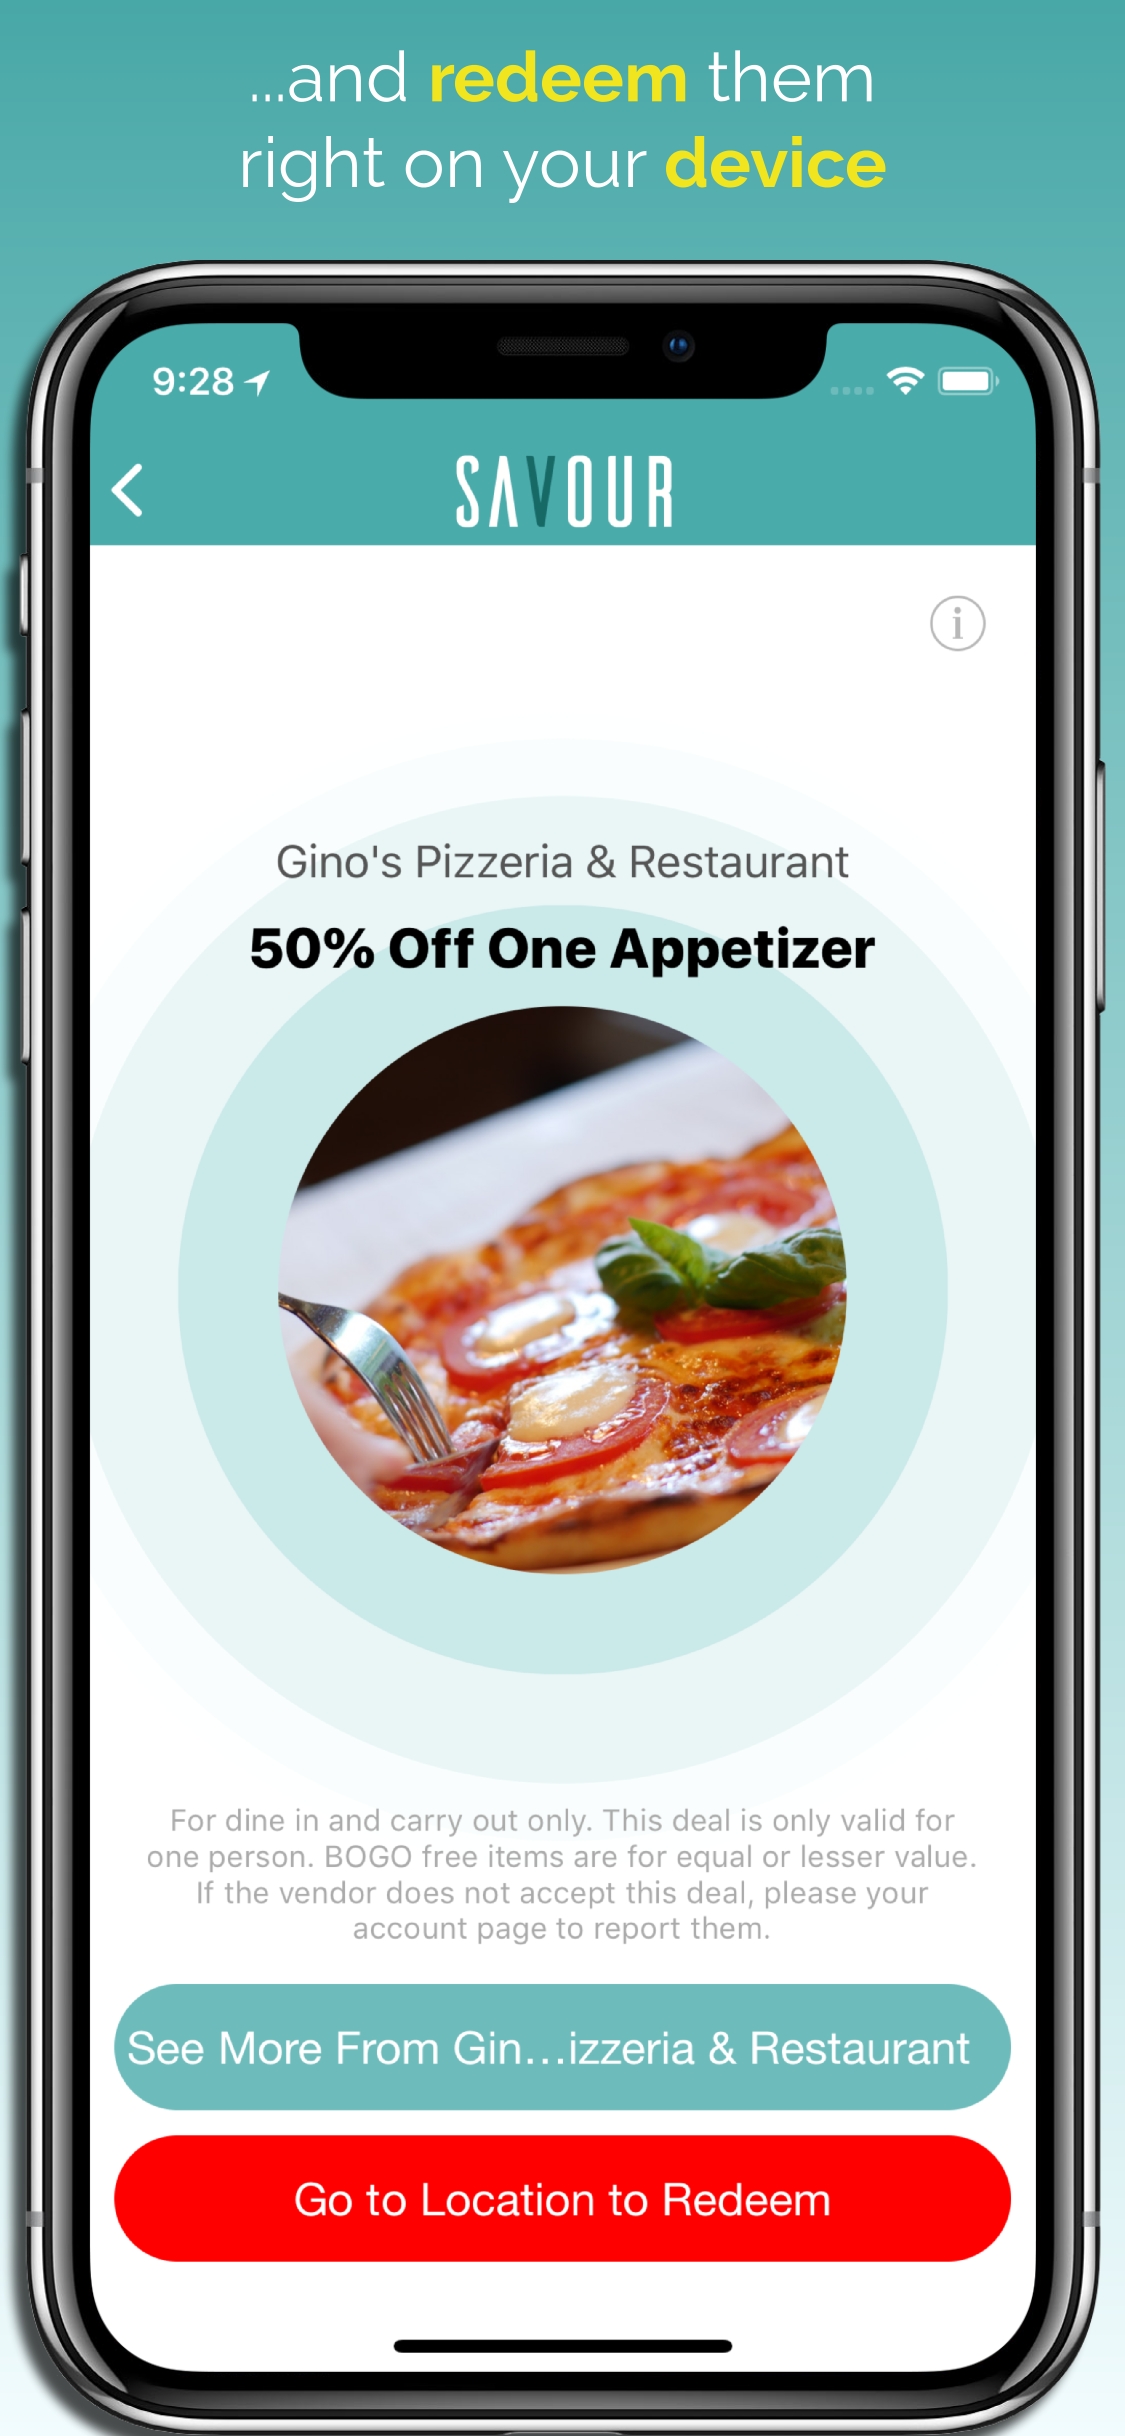 ...and redeem them
right on your device
9:28
SAVOUR
i
Gino's Pizzeria & Restaurant
50% Off One Appetizer
For dine in and carry out only. This deal is only valid for
one person. BOGO free items are for equal or lesser value.
If the vendor does not accept this deal, please your
account page to report them.
See More From Gin...izzeria & Restaurant
Go to Location to Redeem